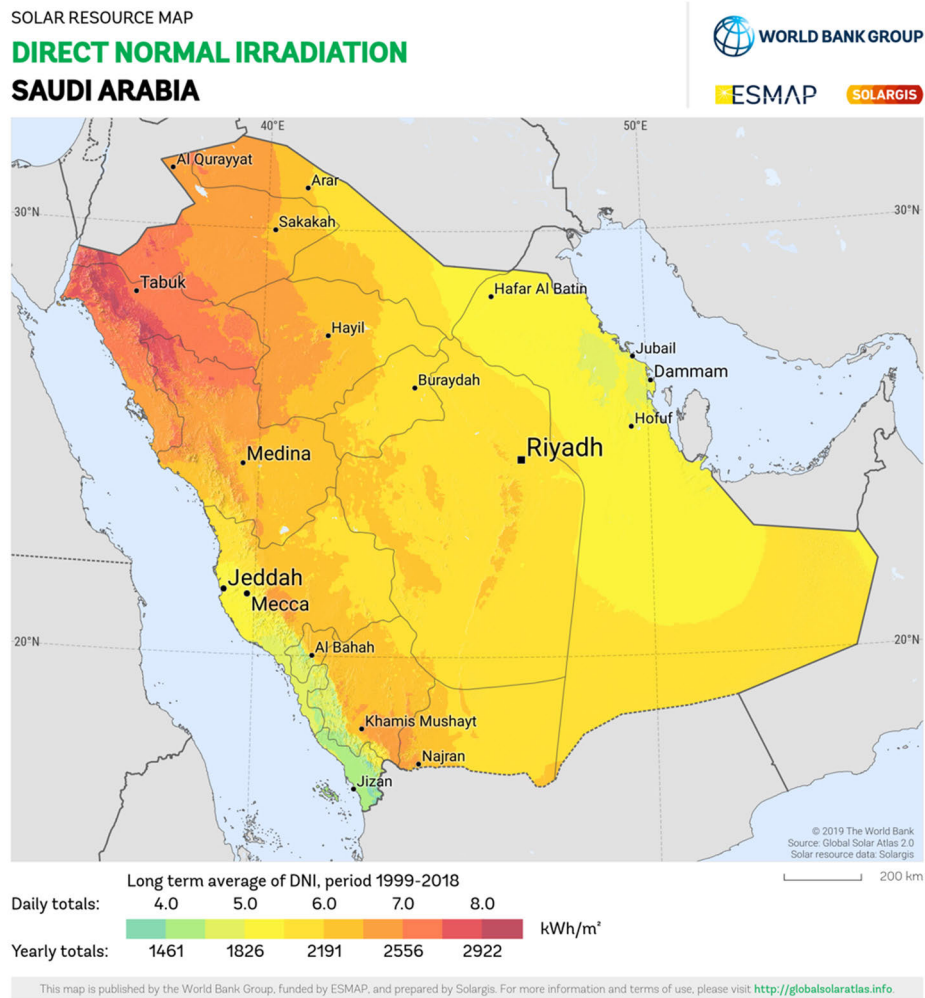 SOLAR RESOURCE MAP
DIRECT NORMAL IRRADIATION
SAUDI ARABIA
WORLD BANK GROUP
ESMAP
SOLARGIS
40°E
50°E
Al Qurayyat
Arar
30°N
30°N
Sakakah
Tabuk
Hafar Al Batin
Hayil
Jubail
Dammam
Buraydah
Hofuf
Riyadh
Medina
Jeddah
Mecca
20°N
20°N
Al Bahah
Khamis Mushayt
Najran
Jizan
© 2019 The World Bank
Source: Global Solar Atlas 2.0
Solar resource data: Solargis
200 km
Long term average of DNI, period 1999-2018
Daily totals: 4.0 5.0 6.0 7.0 8.0
kWh/m²
Yearly totals: 1461 1826 2191 2556 2922
This map is published by the World Bank Group, funded by ESMAP, and prepared by Solargis. For more information and terms of use, please visit http://globalsolaratlas.info.